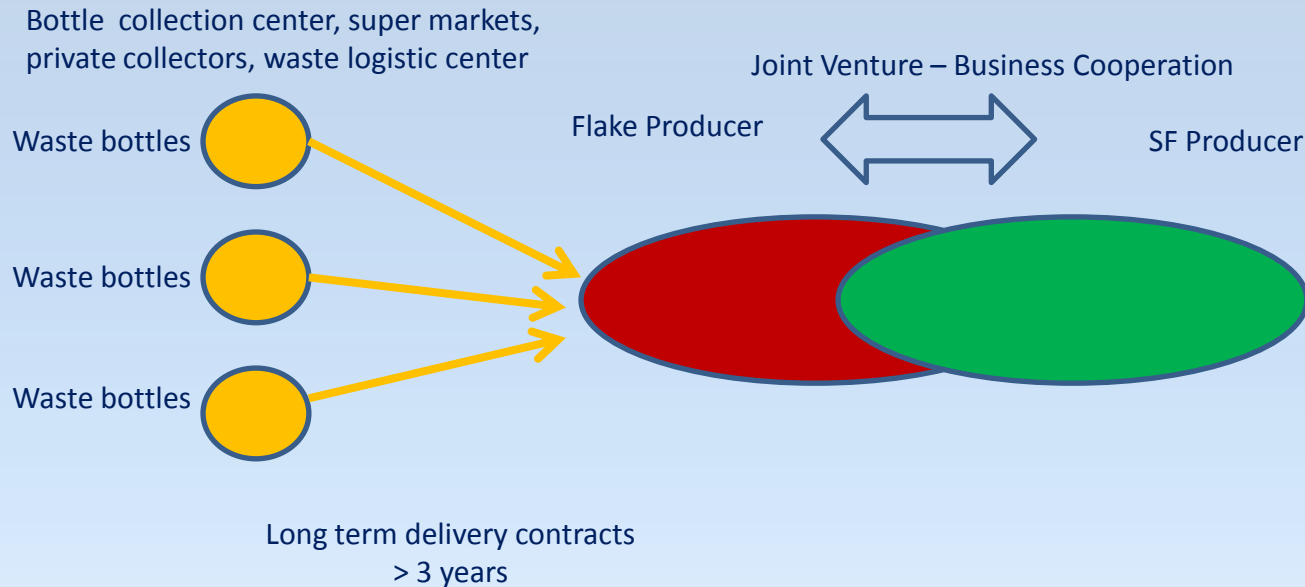 Bottle  collection center, super markets,
private collectors, waste logistic center
Joint Venture – Business Cooperation
Waste bottles
Flake Producer
SF Producer
Waste bottles
Waste bottles
Long term delivery contracts
> 3 years